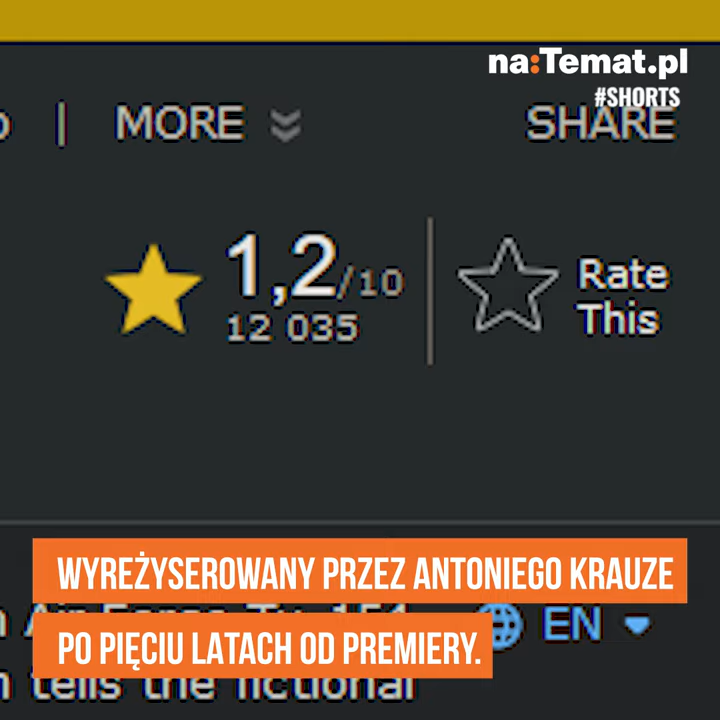 na:Temat.pl
#SHORTS
| MORE SHARE
1,2/10
12 035
Rate
This
WYREŻYSEROWANY PRZEZ ANTONIEGO KRAUZE
EN
PO PIĘCIU LATACH OD PREMIERY.
tells the fictional